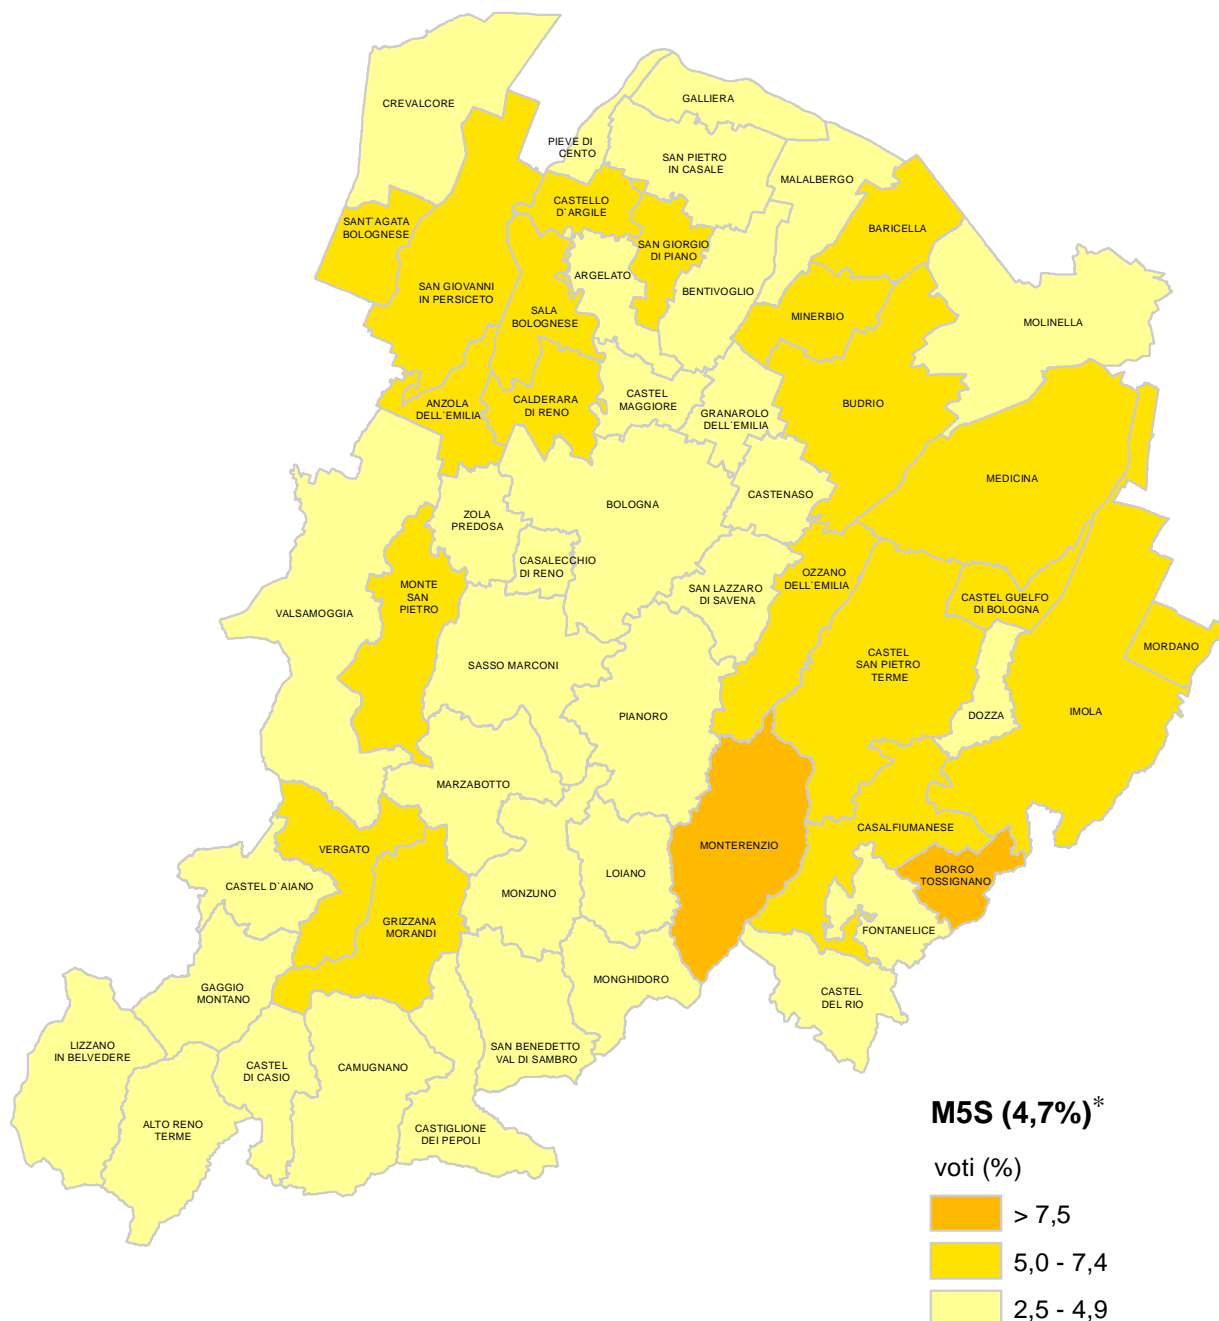 CREVALCORE
GALLIERA
PIEVE DI
CENTO
SAN PIETRO
IN CASALE
MALALBERGO
CASTELLO
D`ARGILE
SANT`AGATA
BOLOGNESE
BARICELLA
SAN GIORGIO
DI PIANO
ARGELATO
SAN GIOVANNI
IN PERSICETO
BENTIVOGLIO
SALA
BOLOGNESE
MINERBIO
MOLINELLA
ANZOLA
DELL`EMILIA
CALDERARA
DI RENO
CASTEL
MAGGIORE
GRANAROLO
DELL`EMILIA
BUDRIO
MEDICINA
CASTENASO
BOLOGNA
ZOLA
PREDOSA
CASALECCHIO
DI RENO
OZZANO
DELL`EMILIA
MONTE
SAN
PIETRO
SAN LAZZARO
DI SAVENA
CASTEL GUELFO
DI BOLOGNA
VALSAMOGGIA
MORDANO
CASTEL
SAN PIETRO
TERME
SASSO MARCONI
PIANORO
DOZZA
IMOLA
MARZABOTTO
CASALFIUMANESE
VERGATO
MONTERENZIO
LOIANO
BORGO
TOSSIGNANO
CASTEL D`AIANO
MONZUNO
GRIZZANA
MORANDI
FONTANELICE
GAGGIO
MONTANO
MONGHIDORO
CASTEL
DEL RIO
LIZZANO
IN BELVEDERE
SAN BENEDETTO
VAL DI SAMBRO
CASTEL
DI CASIO
CAMUGNANO
ALTO RENO
TERME
CASTIGLIONE
DEI PEPOLI
M5S (4,7%)*
voti (%)
> 7,5
5,0 - 7,4
2,5 - 4,9